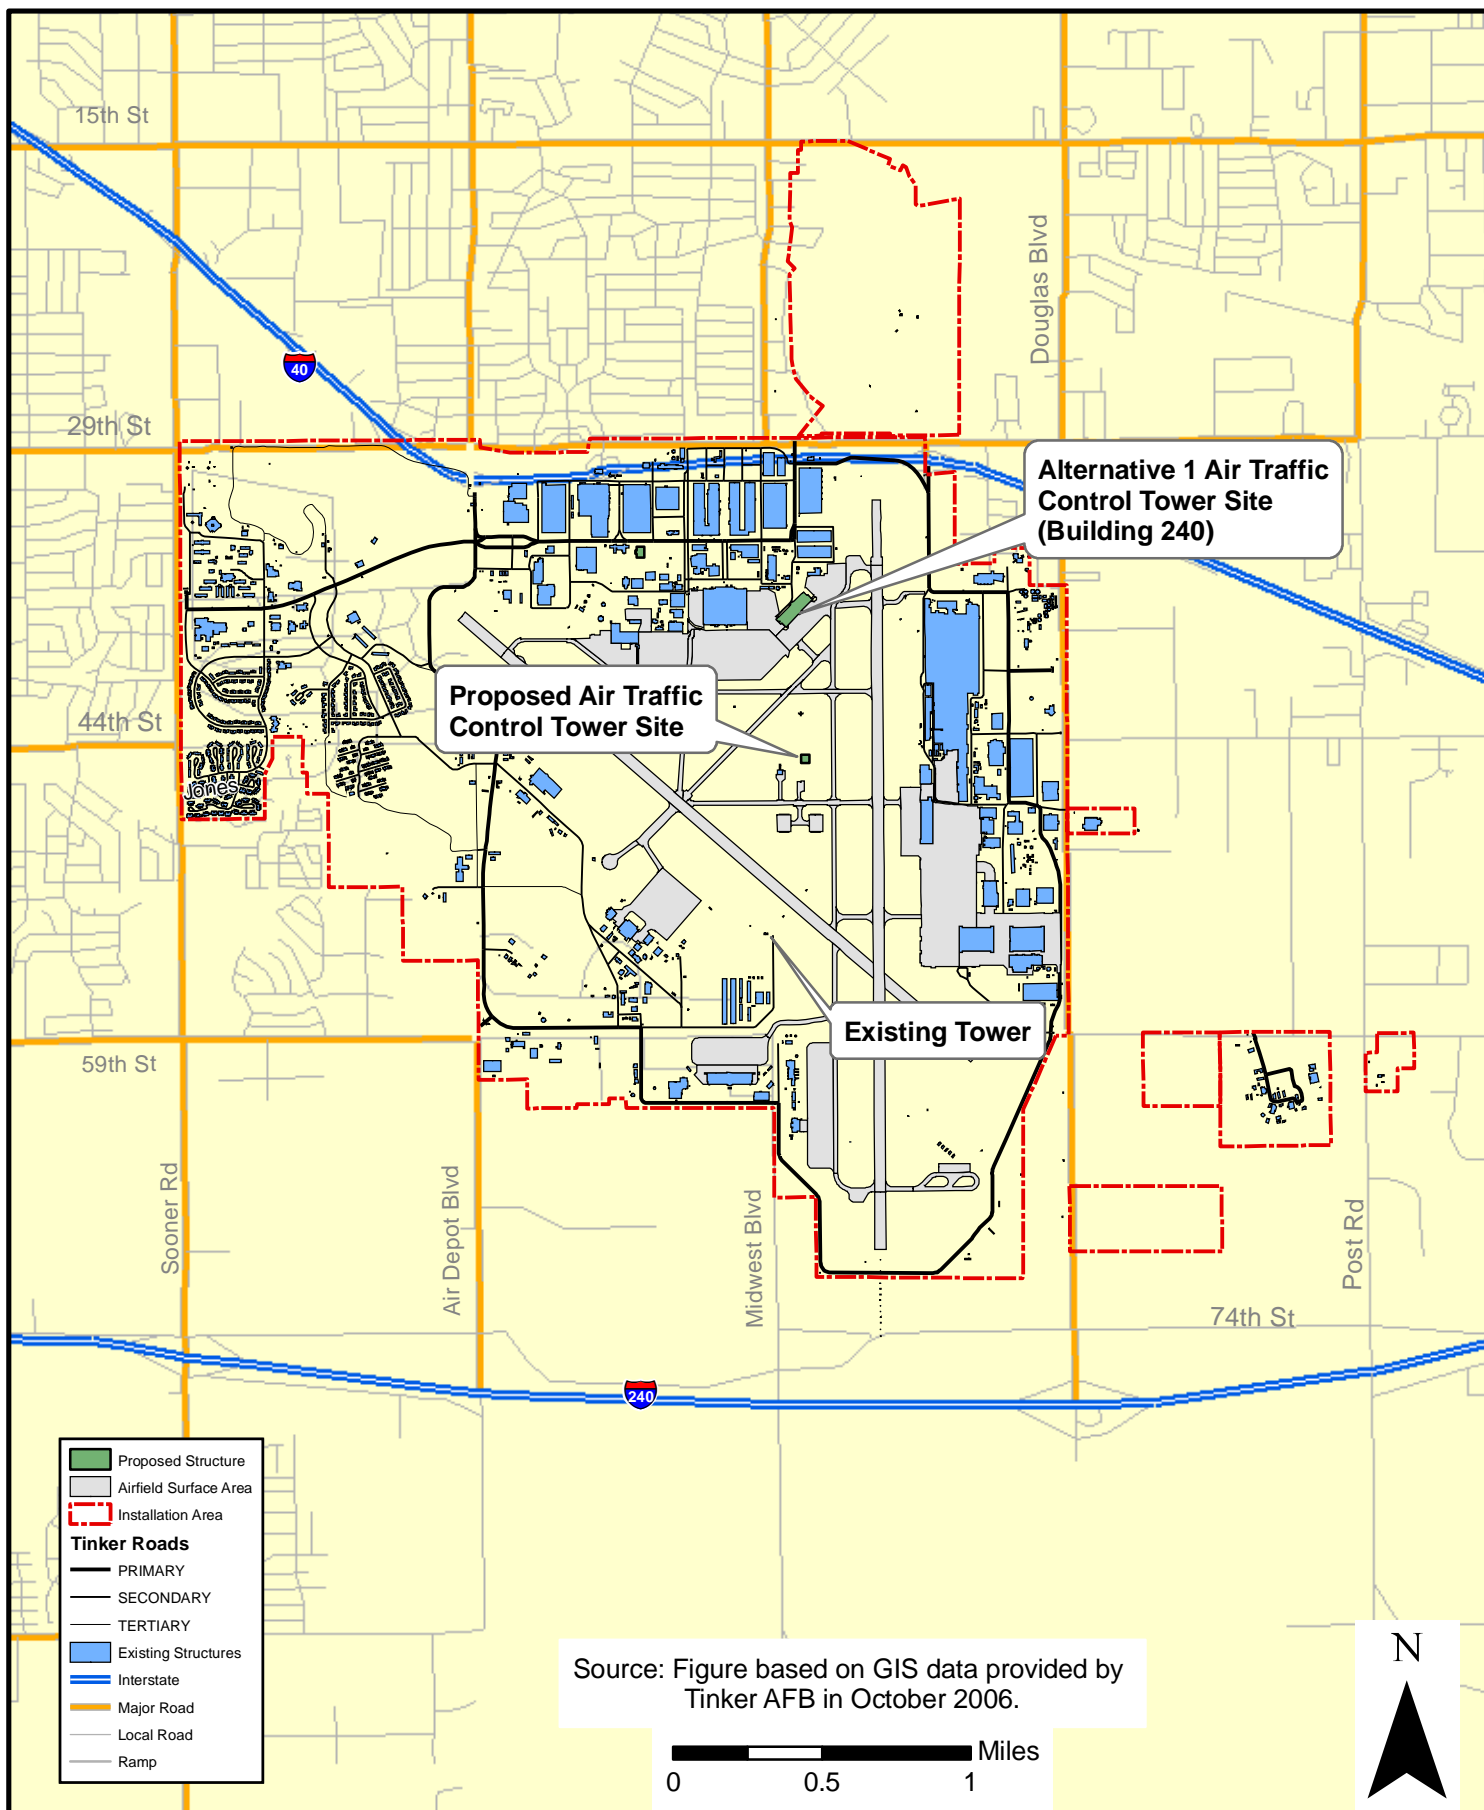 15th St
Douglas Blvd
40
29th St
Alternative 1 Air Traffic
Control Tower Site
(Building 240)
Proposed Air Traffic
Control Tower Site
44th St
Jones
Existing Tower
59th St
Sooner Rd
Air Depot Blvd
Midwest Blvd
Post Rd
74th St
240
Proposed Structure
Airfield Surface Area
Installation Area
Tinker Roads
PRIMARY
SECONDARY
TERTIARY
Existing Structures
Interstate
Major Road
Local Road
Ramp
Source: Figure based on GIS data provided by
Tinker AFB in October 2006.
Miles
0 0.5 1
N